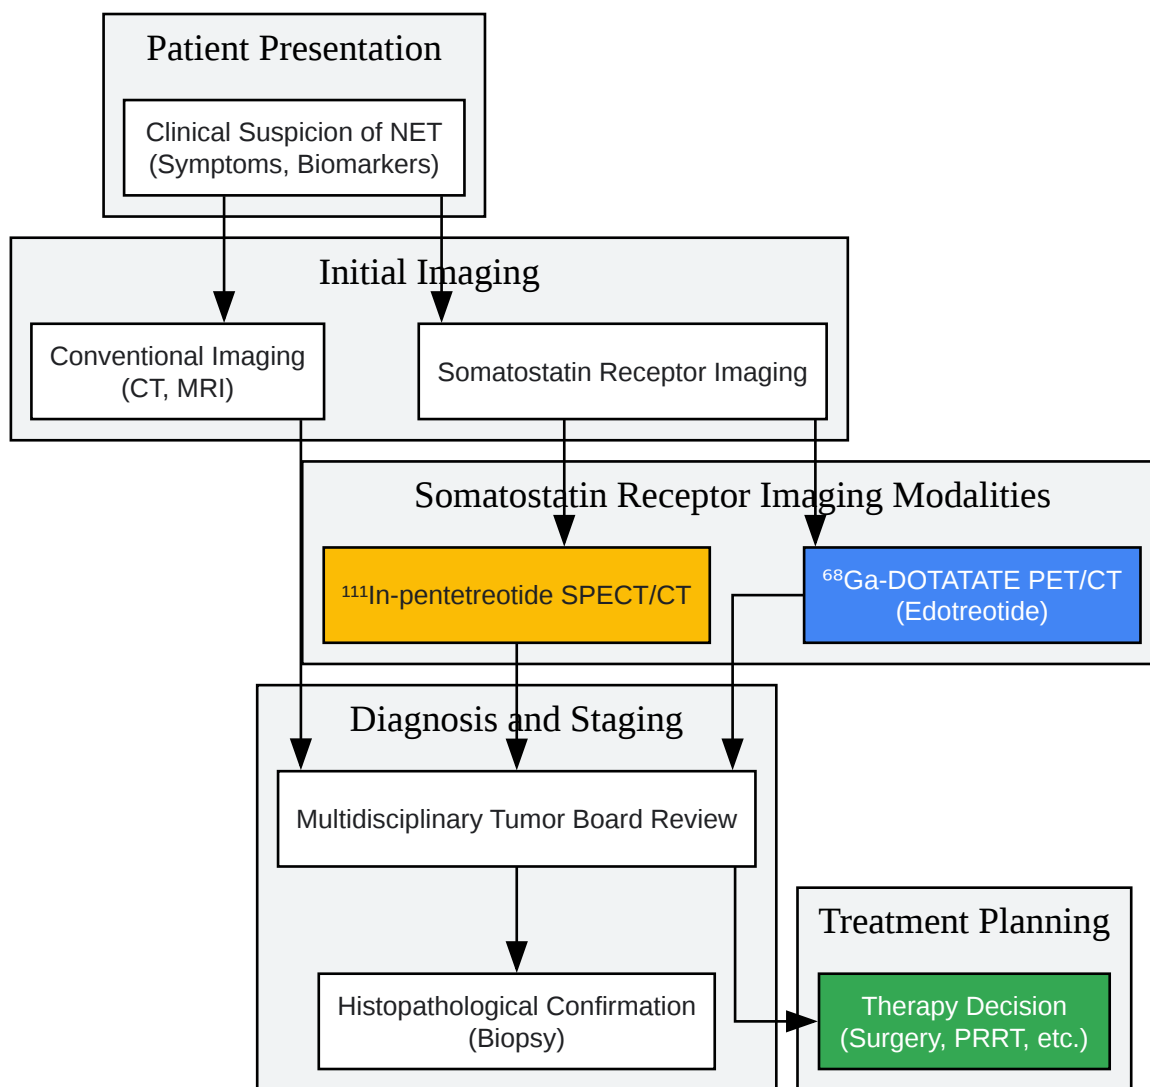 Patient Presentation
Clinical Suspicion of NET
(Symptoms, Biomarkers)
Initial Imaging
Conventional Imaging
(CT, MRI)
Somatostatin Receptor Imaging
Somatostatin Receptor Imaging Modalities
¹¹¹In-pentetreotide SPECT/CT
⁶⁸Ga-DOTATATE PET/CT
(Edotreotide)
Diagnosis and Staging
Multidisciplinary Tumor Board Review
Histopathological Confirmation
(Biopsy)
Treatment Planning
Therapy Decision
(Surgery, PRRT, etc.)